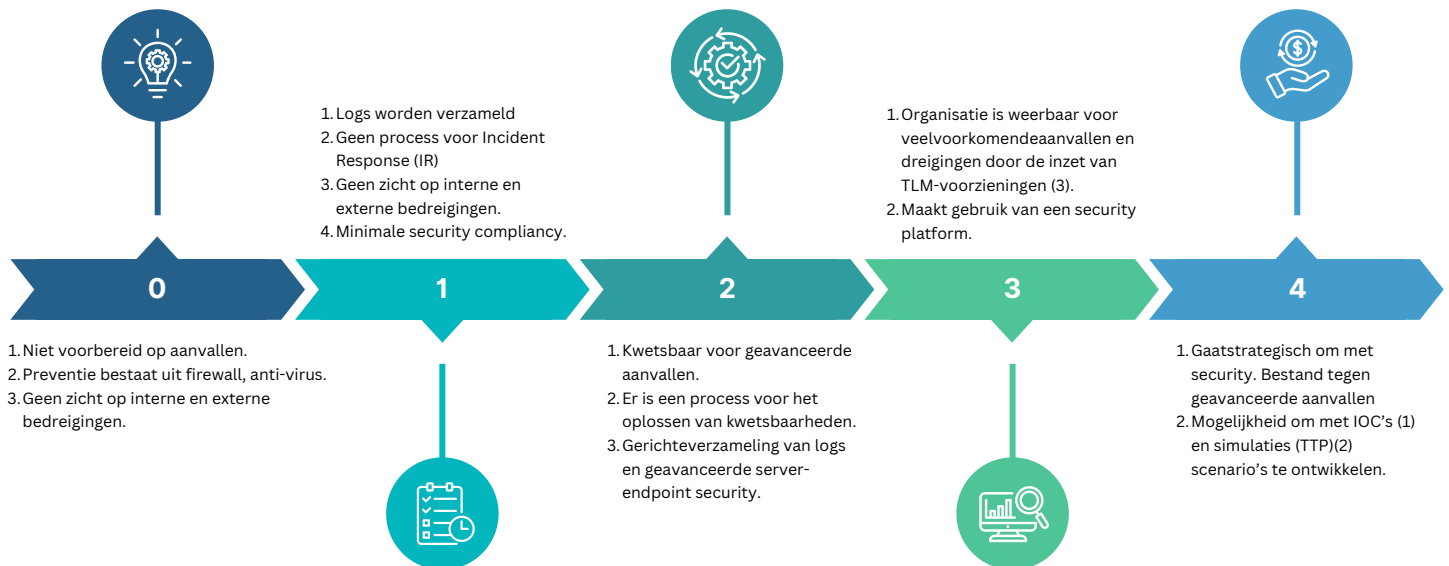 0
1. Niet voorbereid op aanvallen.
2. Preventie bestaat uit firewall, anti-virus.
3. Geen zicht op interne en externe
bedreigingen.
1. Logs worden verzameld
2. Geen process voor Incident
Response (IR)
3. Geen zicht op interne en
externe bedreigingen.
4. Minimale security compliancy.
1
2
1. Kwetsbaar voor geavanceerde
aanvallen.
2. Er is een process voor het
oplossen van kwetsbaarheden.
3. Gerichteverzameling van logs
en geavanceerde server-
endpoint security.
1. Organisatie is weerbaar voor
veelvoorkomendeaanvallen en
dreigingen door de inzet van
TLM-voorzieningen (3).
2. Maakt gebruik van een security
platform.
3
$
4
1. Gaatstrategisch om met
security. Bestand tegen
geavanceerde aanvallen
2. Mogelijkheid om met IOC's (1)
en simulaties (TTP)(2)
scenario's te ontwikkelen.